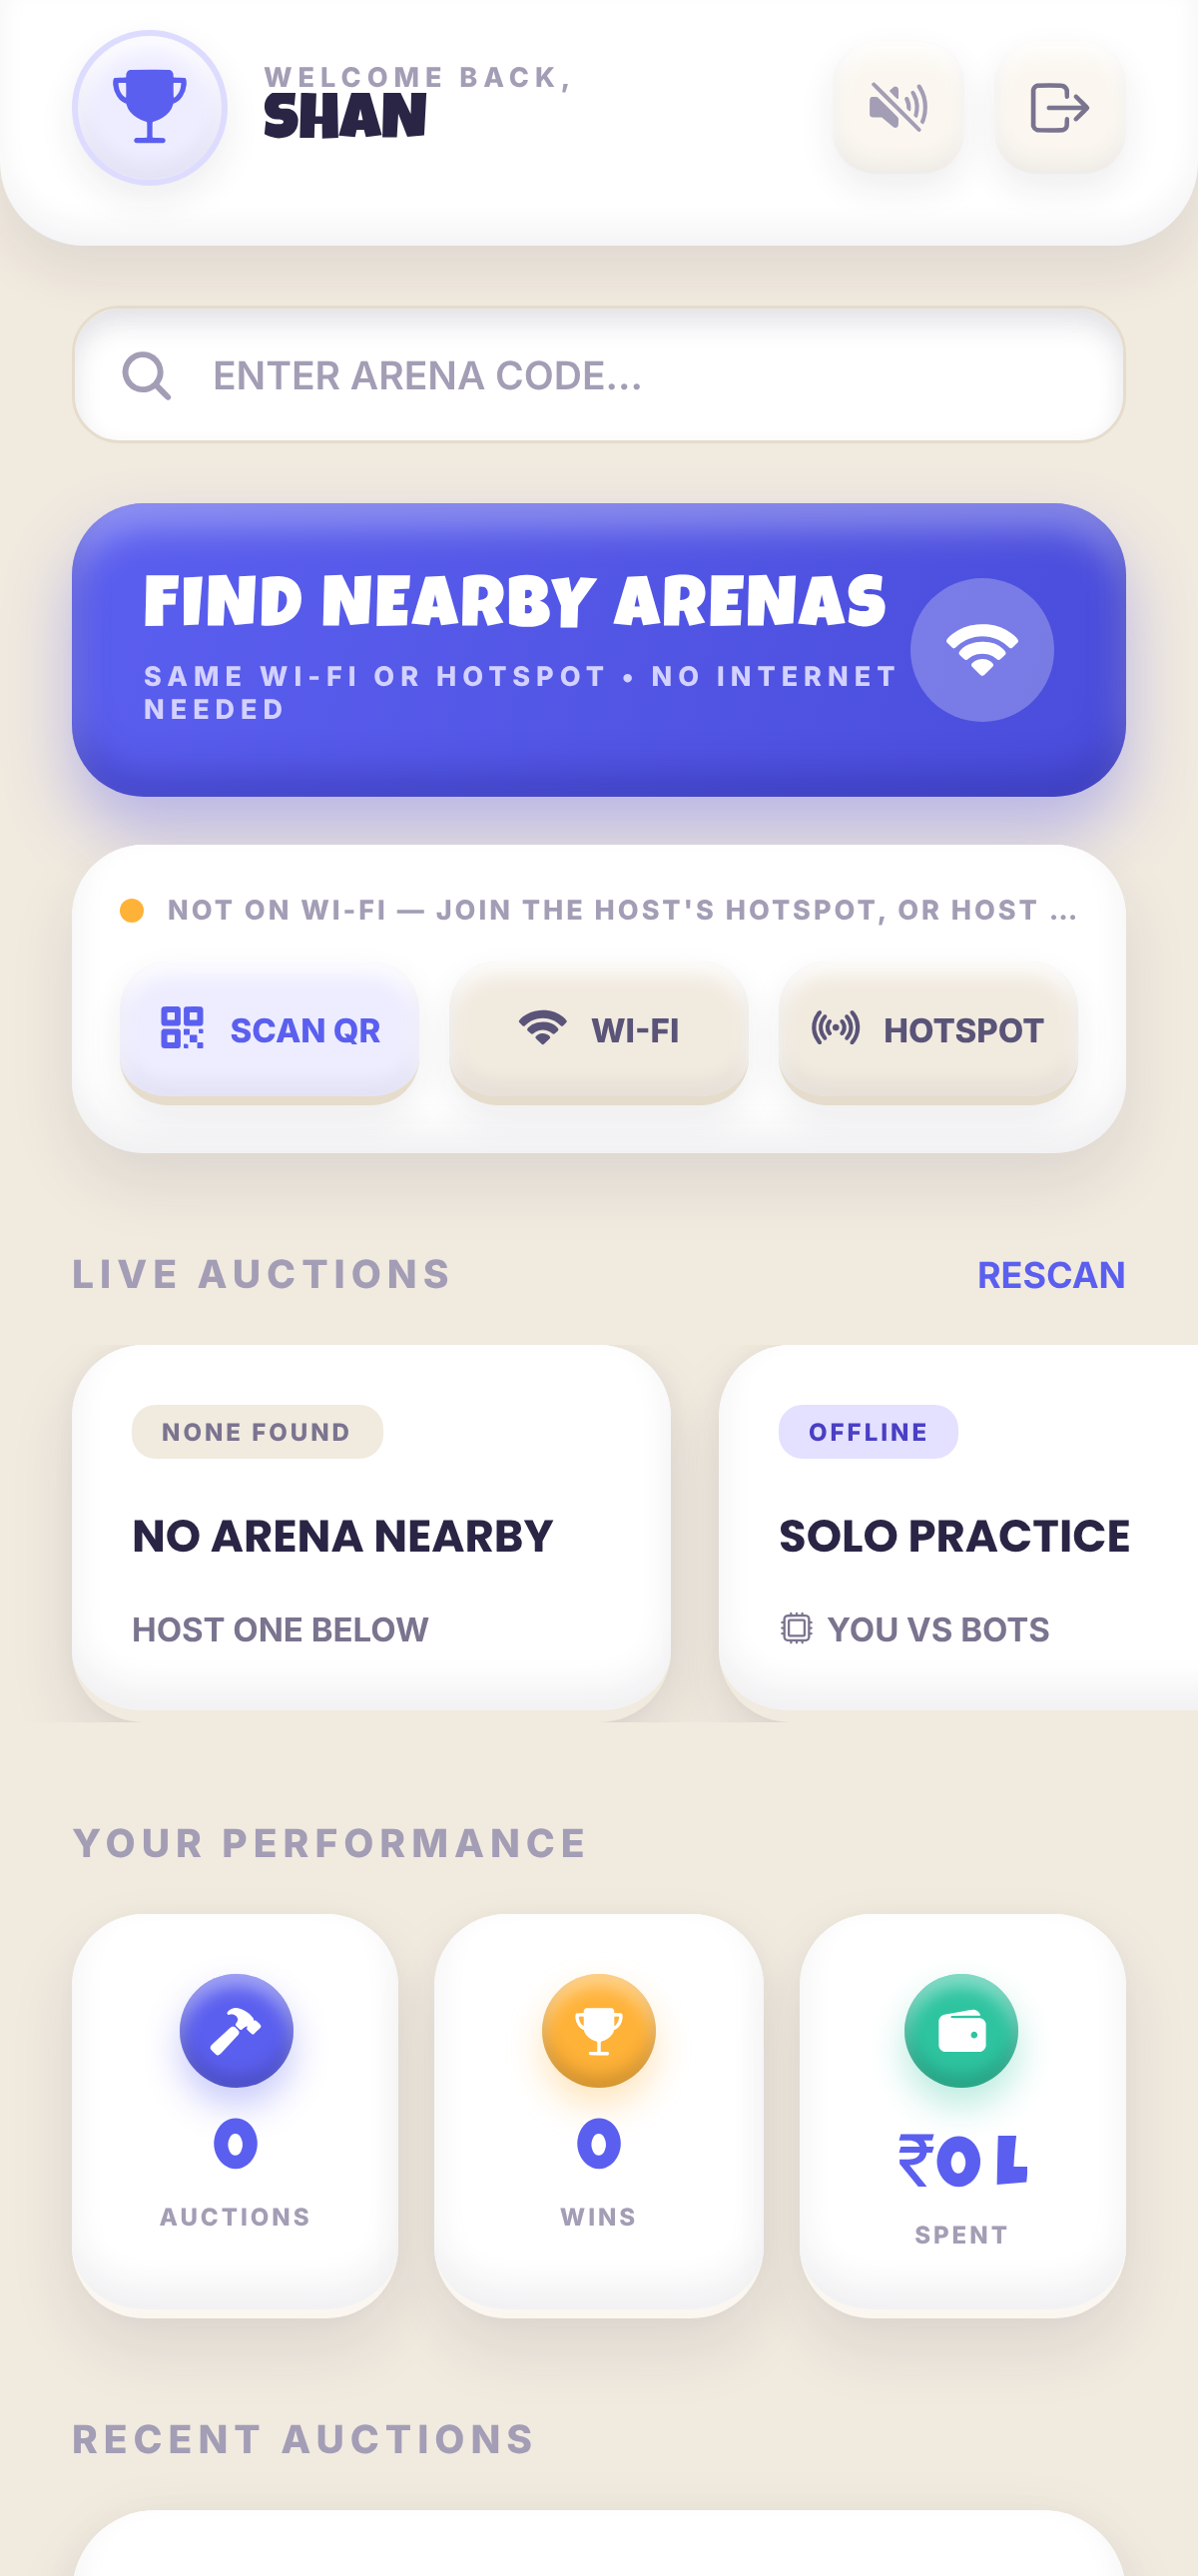 WELCOME BACK,
SHAN
ENTER ARENA CODE...
FIND NEARBY ARENAS
SAME WI-FI OR HOTSPOT • NO INTERNET
NEEDED
NOT ON WI-FI — JOIN THE HOST'S HOTSPOT, OR HOST ...
SCAN QR
WI-FI
HOTSPOT
LIVE AUCTIONS
RESCAN
NONE FOUND
NO ARENA NEARBY
HOST ONE BELOW
OFFLINE
SOLO PRACTICE
YOU VS BOTS
YOUR PERFORMANCE
0
AUCTIONS
0
WINS
₹0 L
SPENT
RECENT AUCTIONS